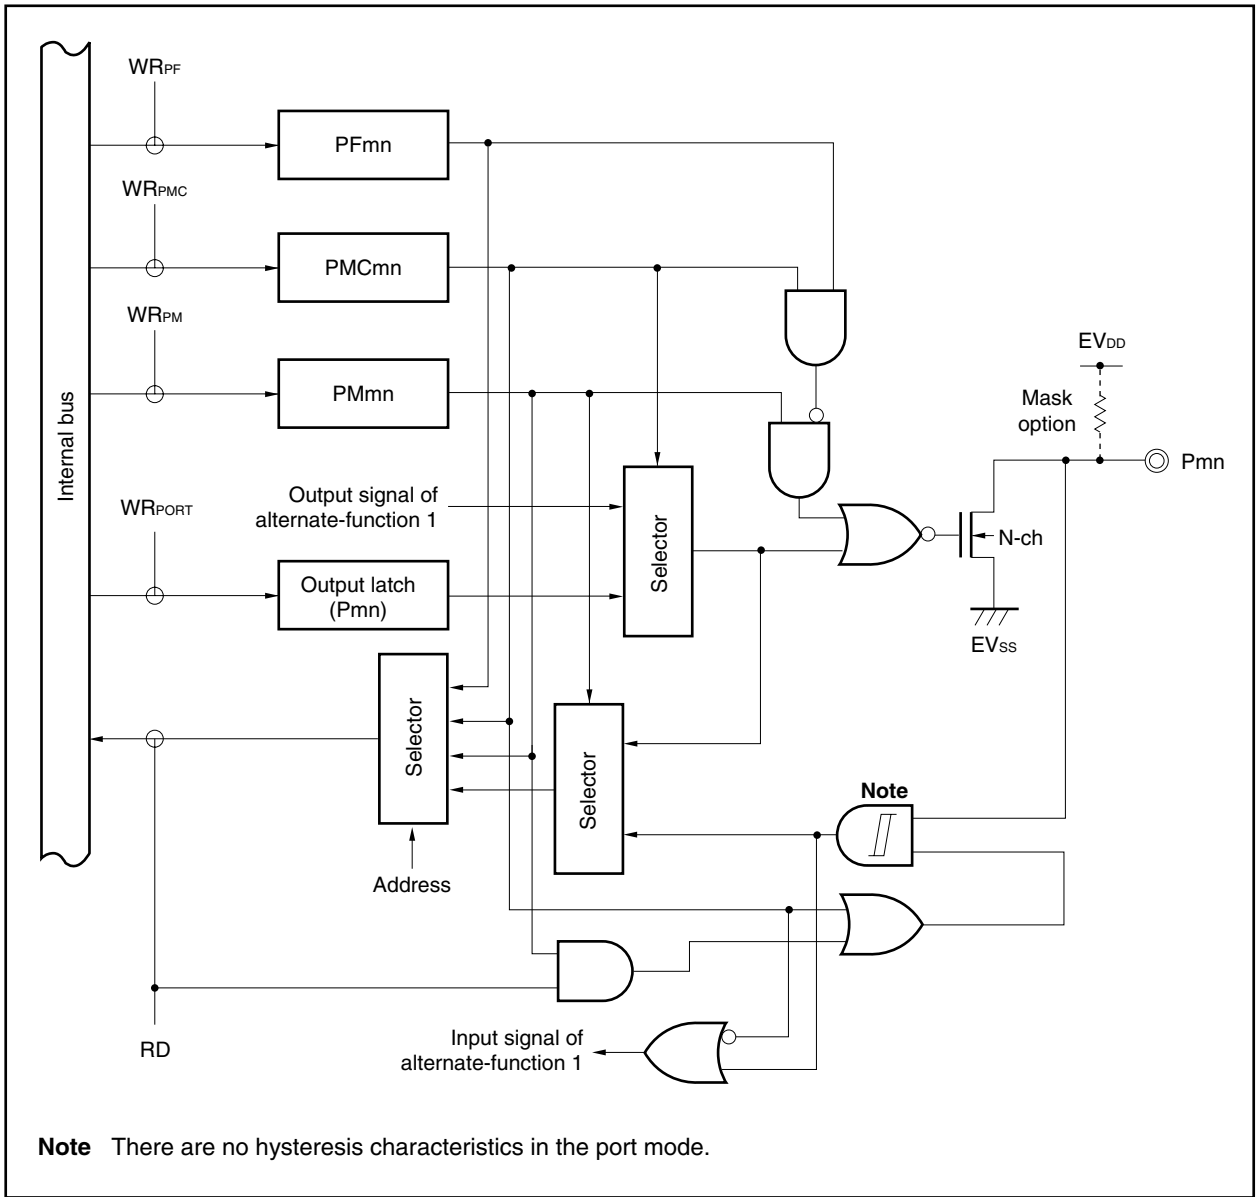 WRPF
PFmn
WRPMC
PMCmn
WRPM
PMmn
EVDD
Mask
option
Pmn
Internal bus
WRPORT
Output signal of
alternate-function 1
Selector
N-ch
Output latch
(Pmn)
EVSS
Selector
Selector
Note
Address
RD
Input signal of
alternate-function 1
Note There are no hysteresis characteristics in the port mode.